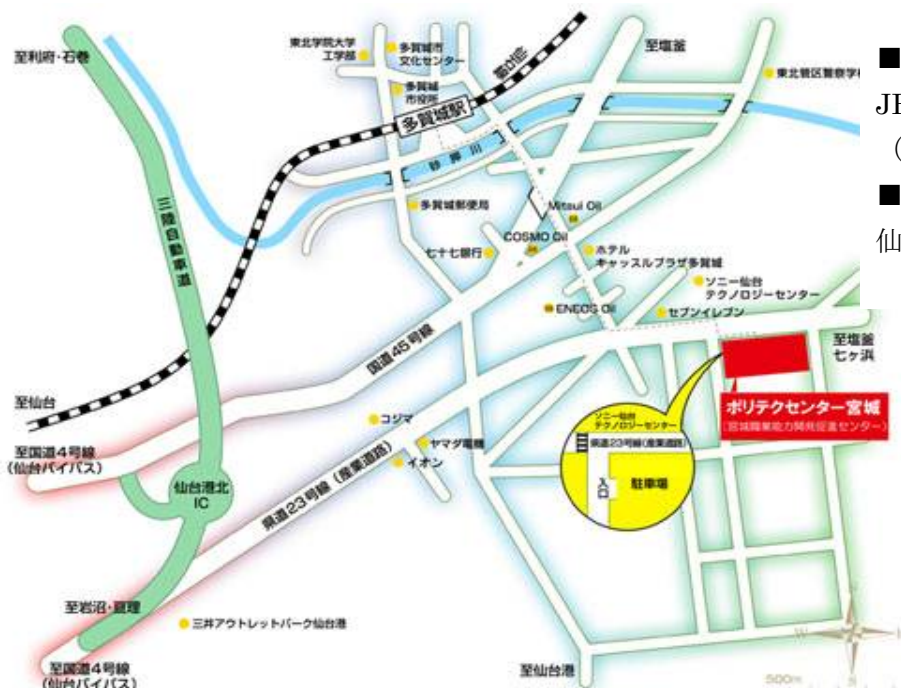 至利府・石巻
東北学院大学
工学部
多賀城市
文化センター
多賀城
市役所
仙石線
至塩釜
東北管区警察学校
■
JR
（
■
仙
多賀城駅
砂押川
三陸自動車道
多賀城郵便局
Mitsui Oil
COSMO Oil
七十七銀行
ホテル
キャッスルプラザ多賀城
ソニー仙台
テクノロジーセンター
ENEOS Oil
セブンイレブン
国道45号線
至塩釜
七ヶ浜
至仙台
ポリテクセンター宮城
(宮城職業能力開発促進センター)
コジマ
ソニー仙台
テクノロジーセンター
至国道4号線
(仙台バイパス)
ヤマダ電機
県道23号線(産業道路)
イオン
仙台港北
IC
県道23号線（産業道路）
入口
駐車場
至岩沼・亘理
三井アウトレットパーク仙台港
至国道4号線
(仙台バイパス)
至仙台港
W
N
S
500m